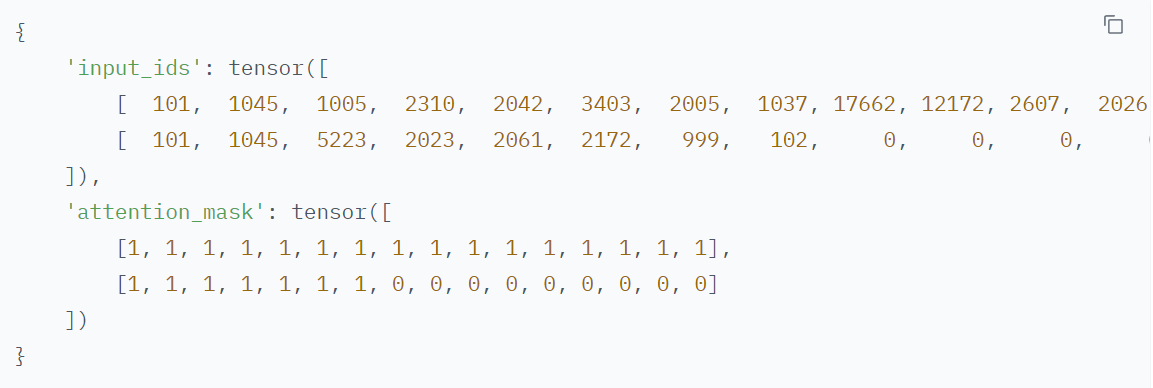 {
'input_ids': tensor([
[ 101, 1045, 1005, 2310, 2042, 3403, 2005, 1037, 17662, 12172, 2607, 2026
[ 101, 1045, 5223, 2023, 2061, 2172, 999, 102, 0, 0, 0,
]),
'attention_mask': tensor([
[1, 1, 1, 1, 1, 1, 1, 1, 1, 1, 1, 1, 1, 1, 1, 1],
[1, 1, 1, 1, 1, 1, 1, 0, 0, 0, 0, 0, 0, 0, 0, 0]
])
}